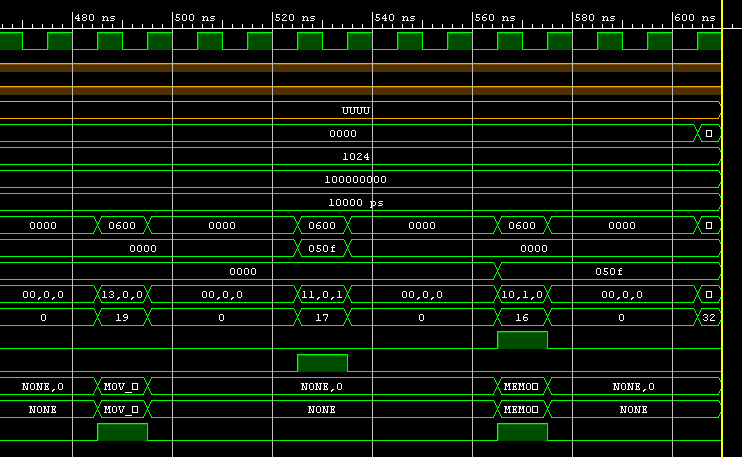 480 ns 500 ns 520 ns 540 ns 560 ns 580 ns 600 ns
UUUU
0000
1024
100000000
10000 ps
0000 0600 0000 0600 0000 0600 0000
0000 050f 0000
0000 050f
00,0,0 13,0,0 00,0,0 11,0,1 00,0,0 10,1,0 00,0,0
0 19 0 17 0 16 0 32
NONE,0 MOV_ NONE,0 MEMO NONE,0
NONE MOV_ NONE MEMO NONE